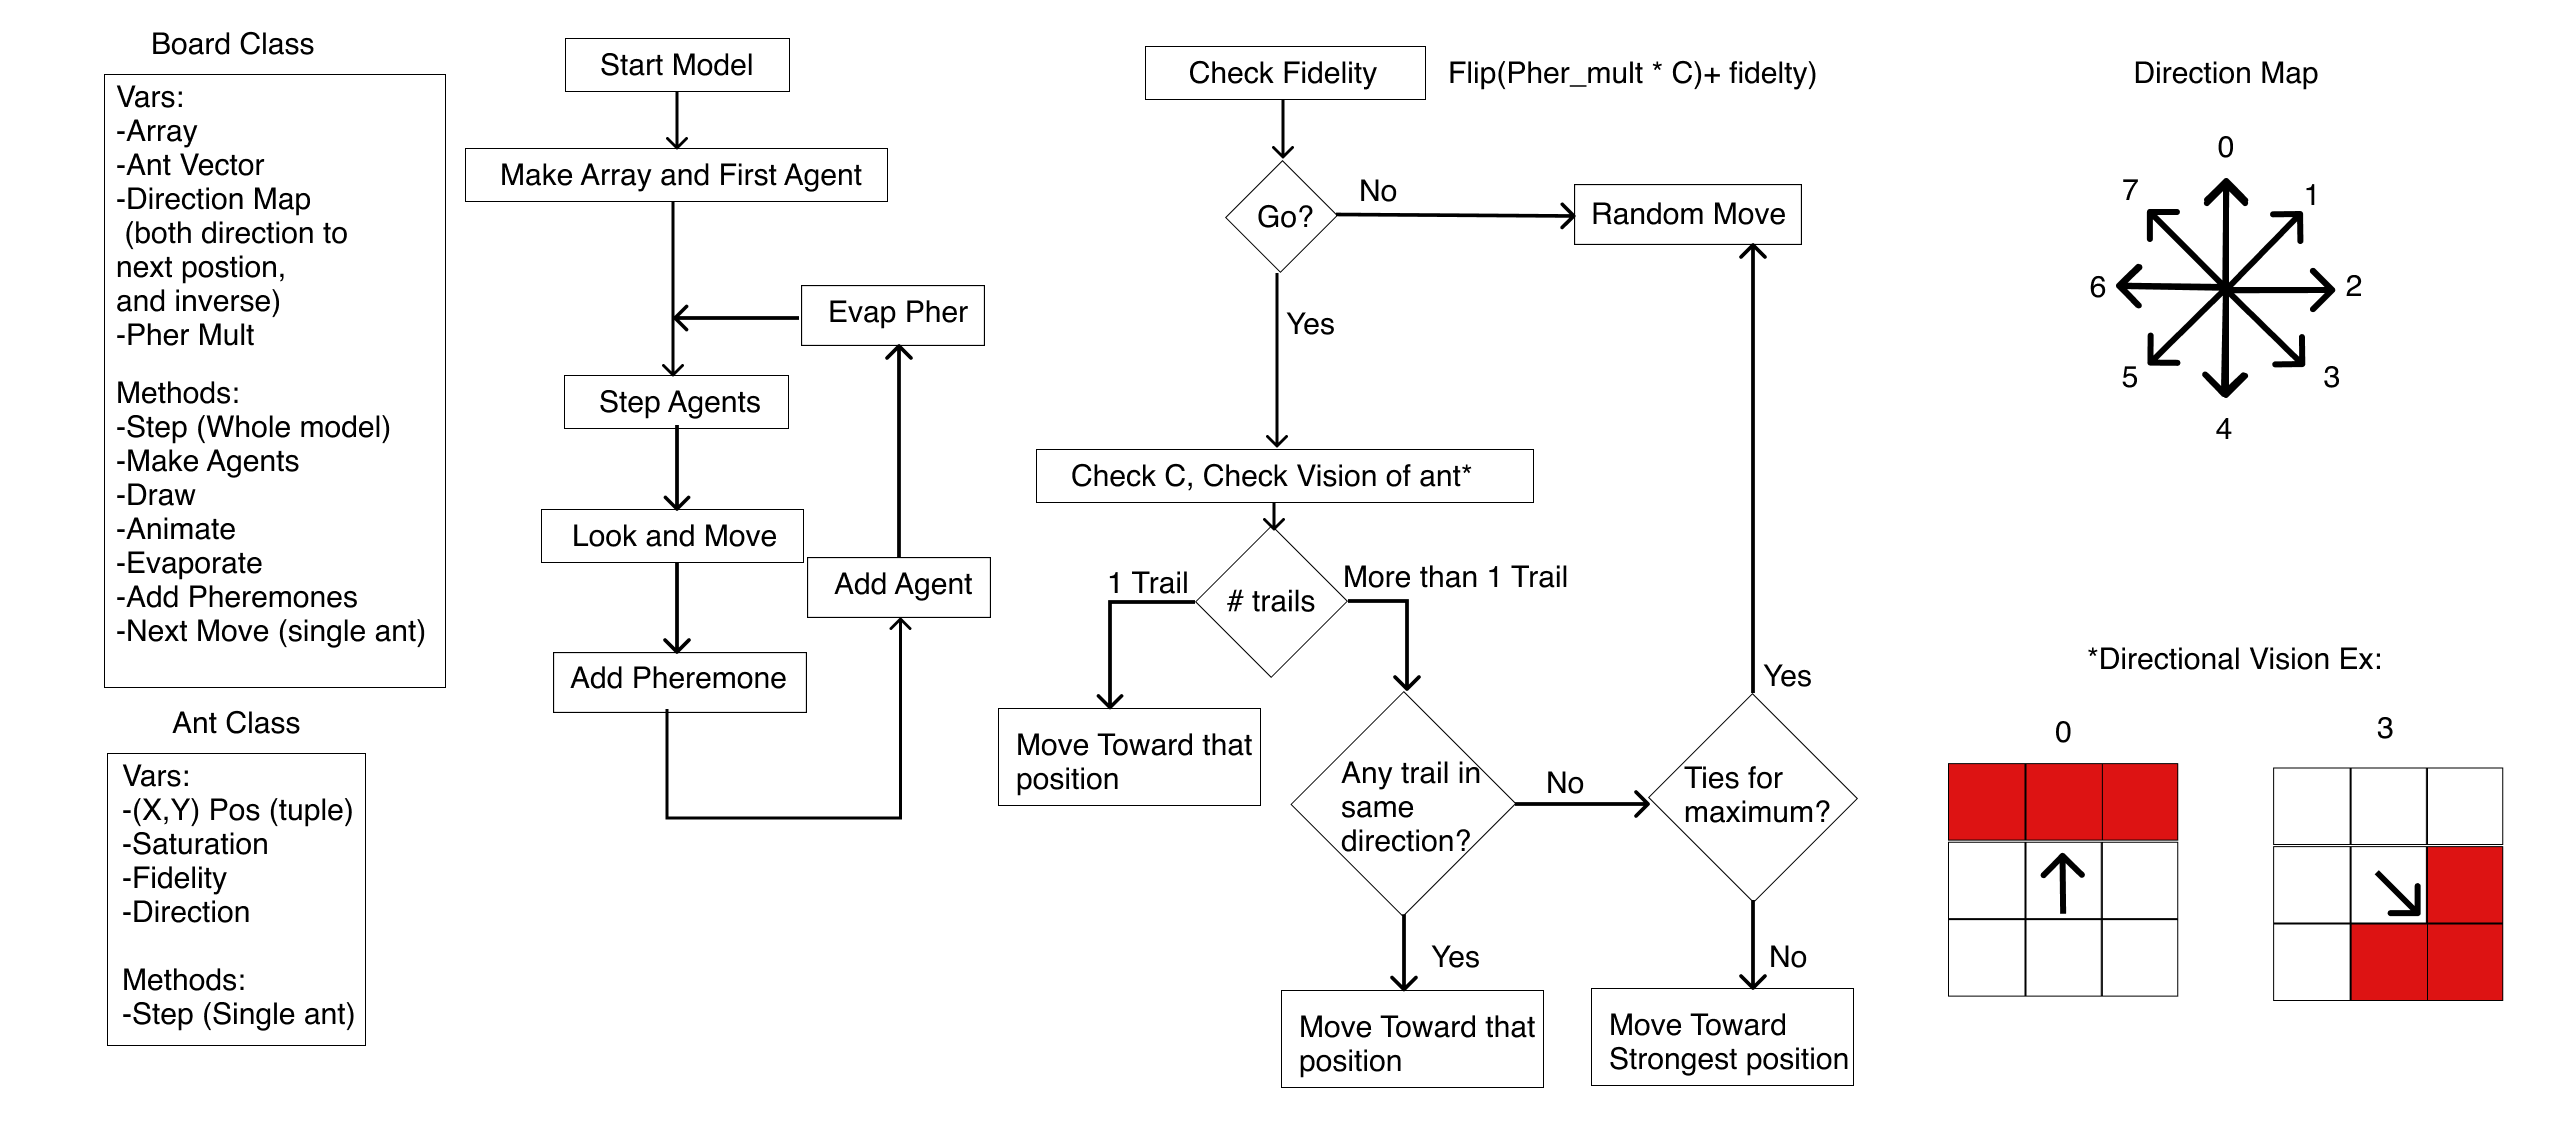 Board Class
Vars:
-Array
-Ant Vector
-Direction Map
(both direction to
next postion,
and inverse)
-Pher Mult
Methods:
-Step (Whole model)
-Make Agents
-Draw
-Animate
-Evaporate
-Add Pheremones
-Next Move (single ant)
Ant Class
Vars:
-(X,Y) Pos (tuple)
-Saturation
-Fidelity
-Direction
Methods:
-Step (Single ant)
Start Model
Make Array and First Agent
Evap Pher
Step Agents
Look and Move
Add Agent
Add Pheremone
Check Fidelity
Flip(Pher_mult * C)+ fidelty)
Go?
No
Random Move
Yes
Check C, Check Vision of ant*
# trails
1 Trail
More than 1 Trail
Move Toward that
position
Any trail in
same
direction?
No
Ties for
maximum?
Yes
Yes
No
Move Toward that
position
Move Toward
Strongest position
Direction Map
0
1
2
3
4
5
6
7
*Directional Vision Ex:
0
3